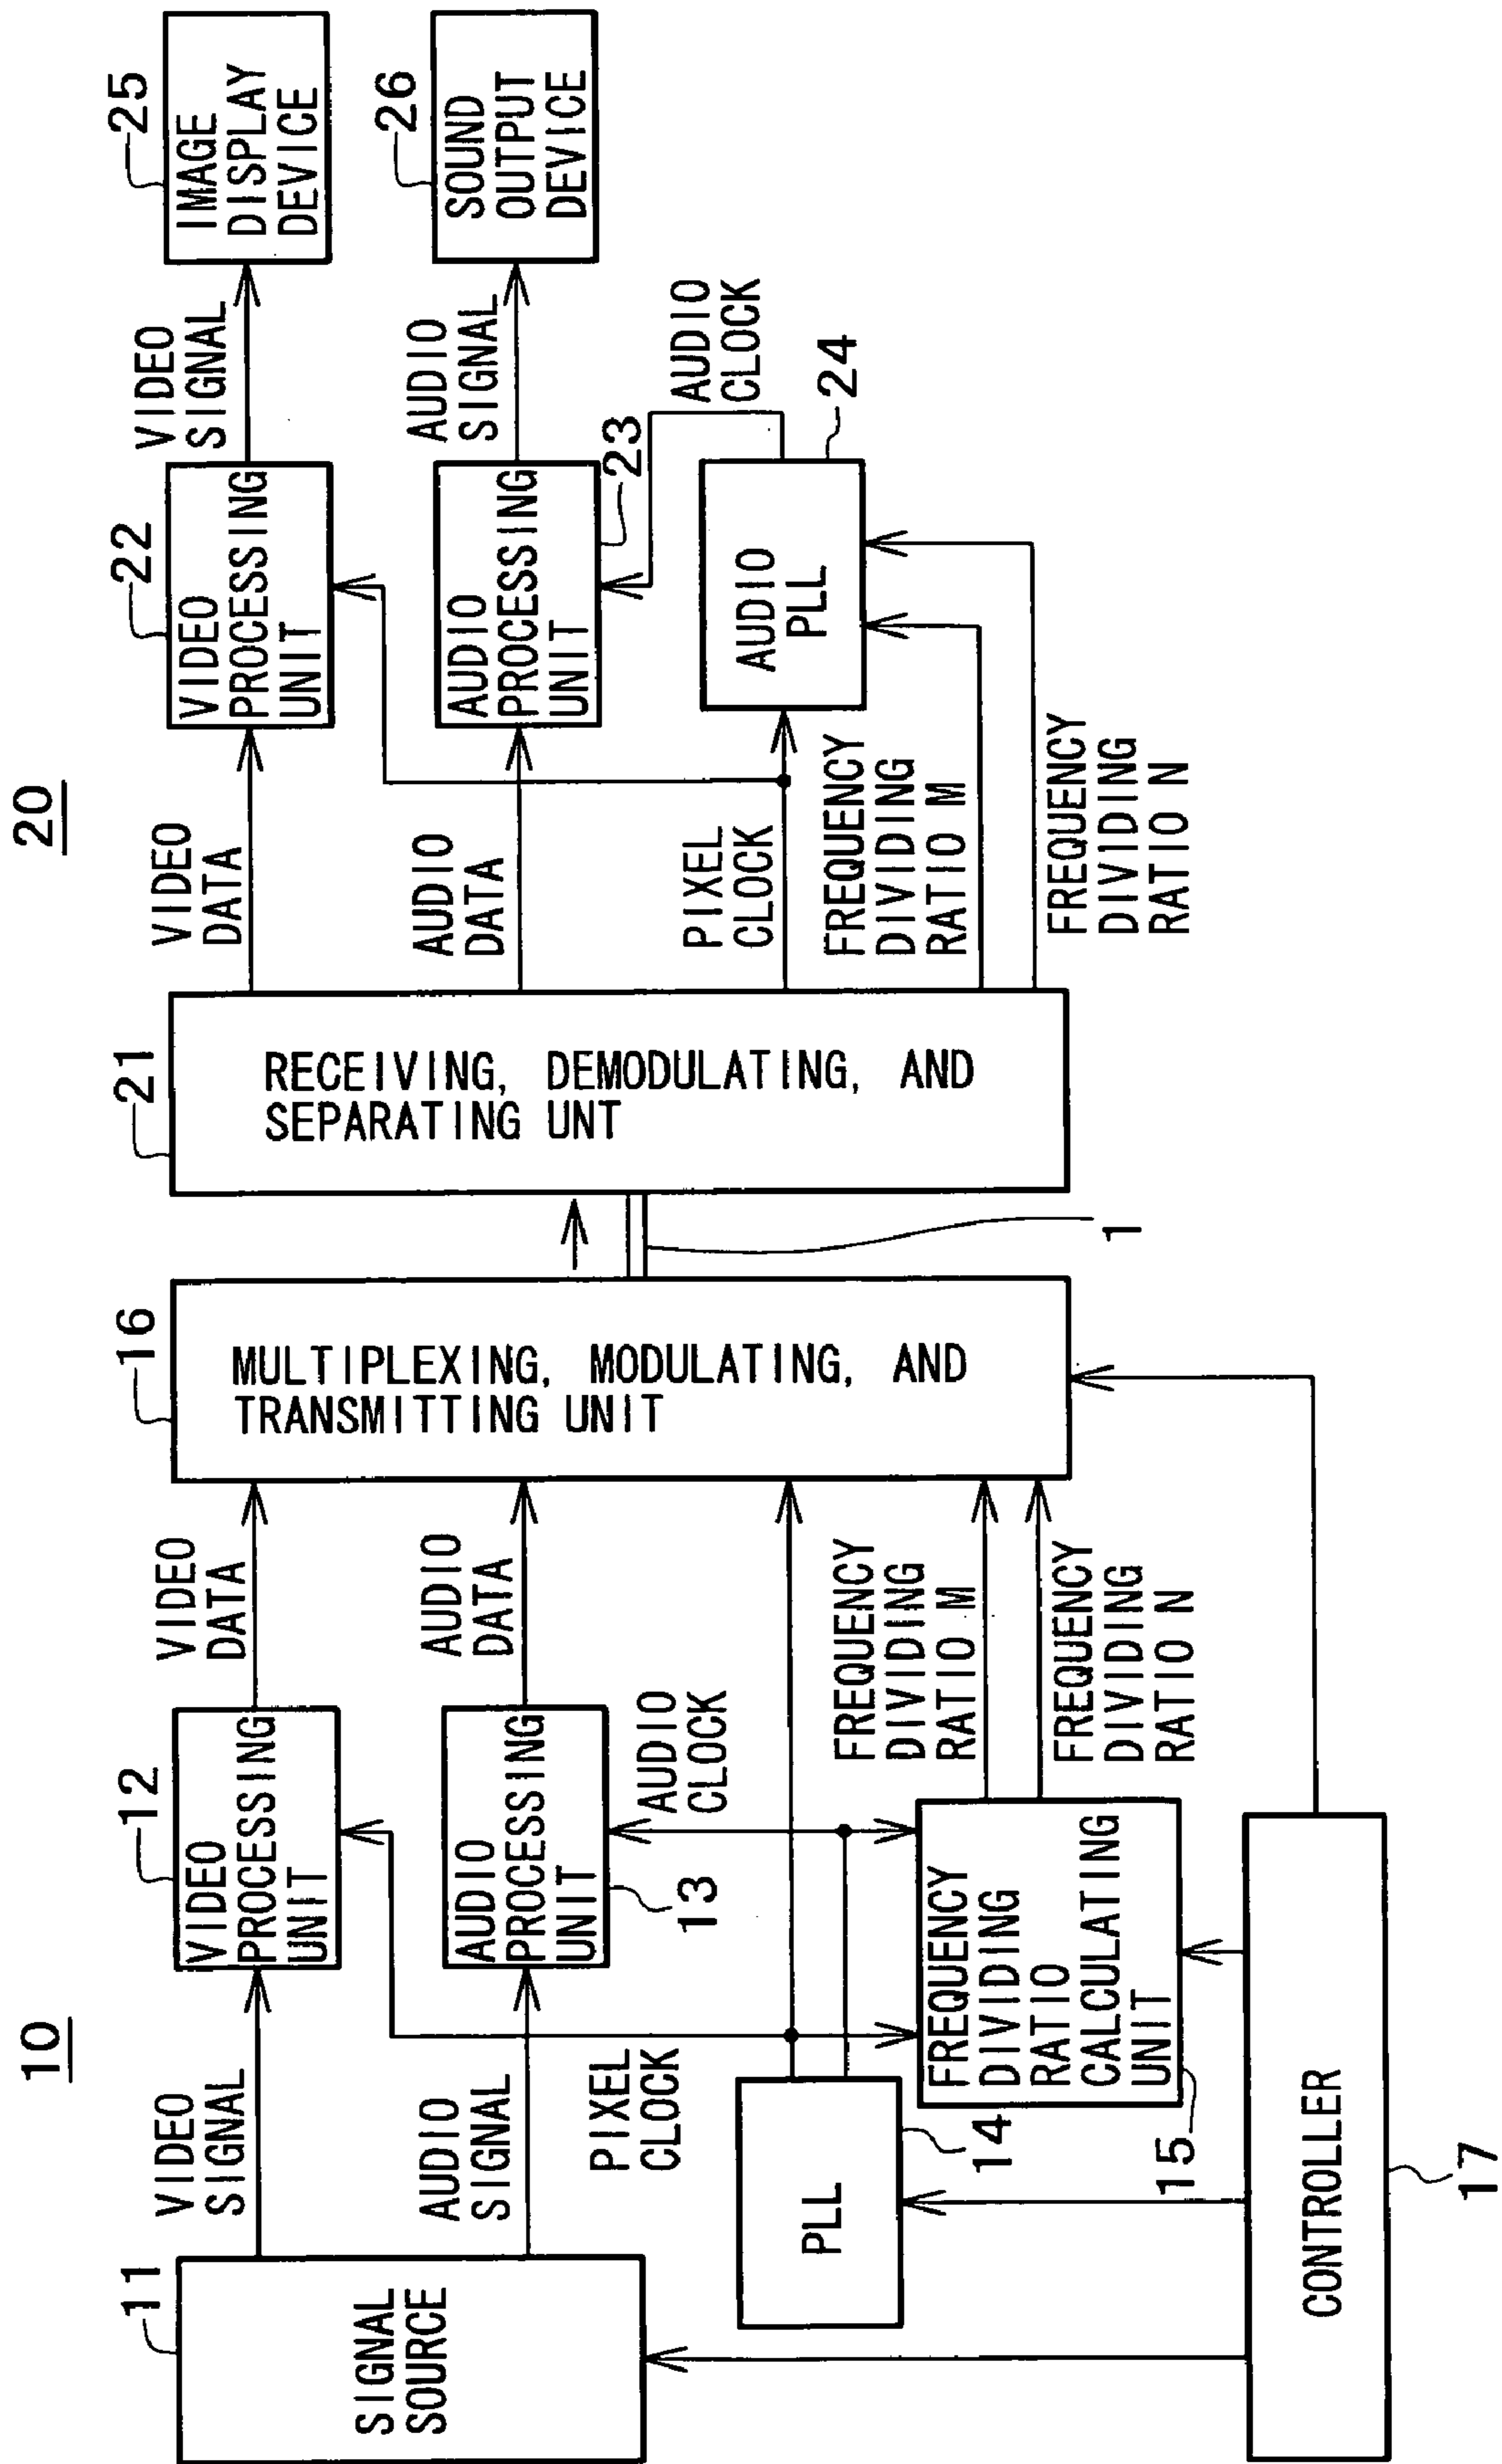 10
11
SIGNAL
SOURCE
VIDEO
SIGNAL
AUDIO
SIGNAL
12
VIDEO
PROCESSING
UNIT
AUDIO
PROCESSING
UNIT
13
PIXEL
CLOCK
AUDIO
CLOCK
PLL
14
FREQUENCY
DIVIDING
RATIO
CALCULATING
UNIT
15
CONTROLLER
17
VIDEO
DATA
AUDIO
DATA
FREQUENCY
DIVIDING
RATIO M
FREQUENCY
DIVIDING
RATIO N
16
MULTIPLEXING, MODULATING, AND
TRANSMITTING UNIT
1
20
21
RECEIVING, DEMODULATING, AND
SEPARATING UNT
VIDEO
DATA
AUDIO
DATA
PIXEL
CLOCK
FREQUENCY
DIVIDING
RATIO M
FREQUENCY
DIVIDING
RATIO N
22
VIDEO
PROCESSING
UNIT
AUDIO
PROCESSING
UNIT
23
AUDIO
PLL
24
VIDEO
SIGNAL
AUDIO
SIGNAL
AUDIO
CLOCK
25
IMAGE
DISPLAY
DEVICE
26
SOUND
OUTPUT
DEVICE